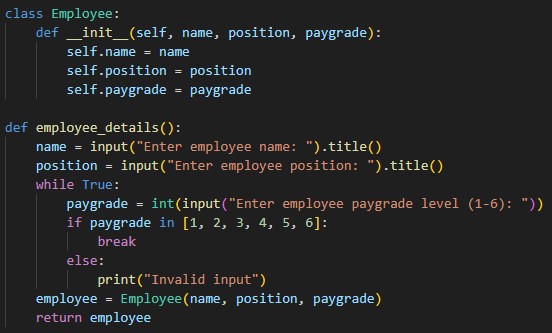 class Employee:
    def __init__(self, name, position, paygrade):
        self.name = name
        self.position = position
        self.paygrade = paygrade

def employee_details():
    name = input("Enter employee name: ").title()
    position = input("Enter employee position: ").title()
    while True:
        paygrade = int(input("Enter employee paygrade level (1-6): "))
        if paygrade in [1, 2, 3, 4, 5, 6]:
            break
        else:
            print("Invalid input")
    employee = Employee(name, position, paygrade)
    return employee